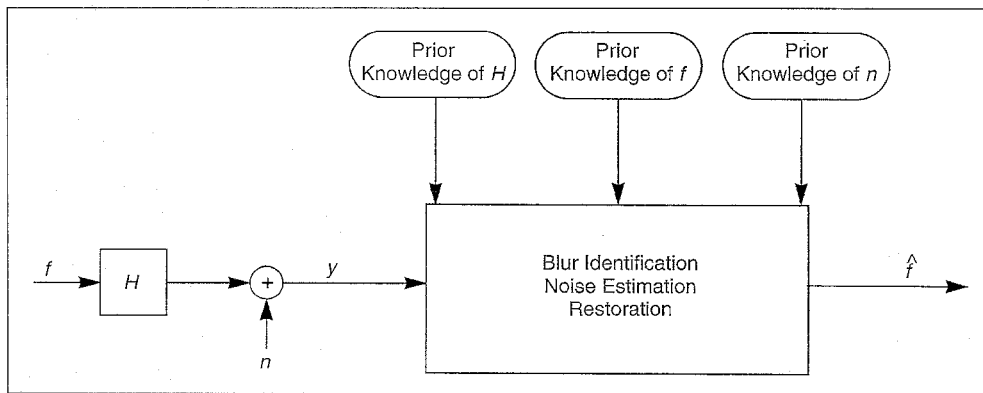 Prior
Knowledge of H
Prior
Knowledge of f
Prior
Knowledge of n
f
H
+
n
y
Blur Identification
Noise Estimation
Restoration
f̂